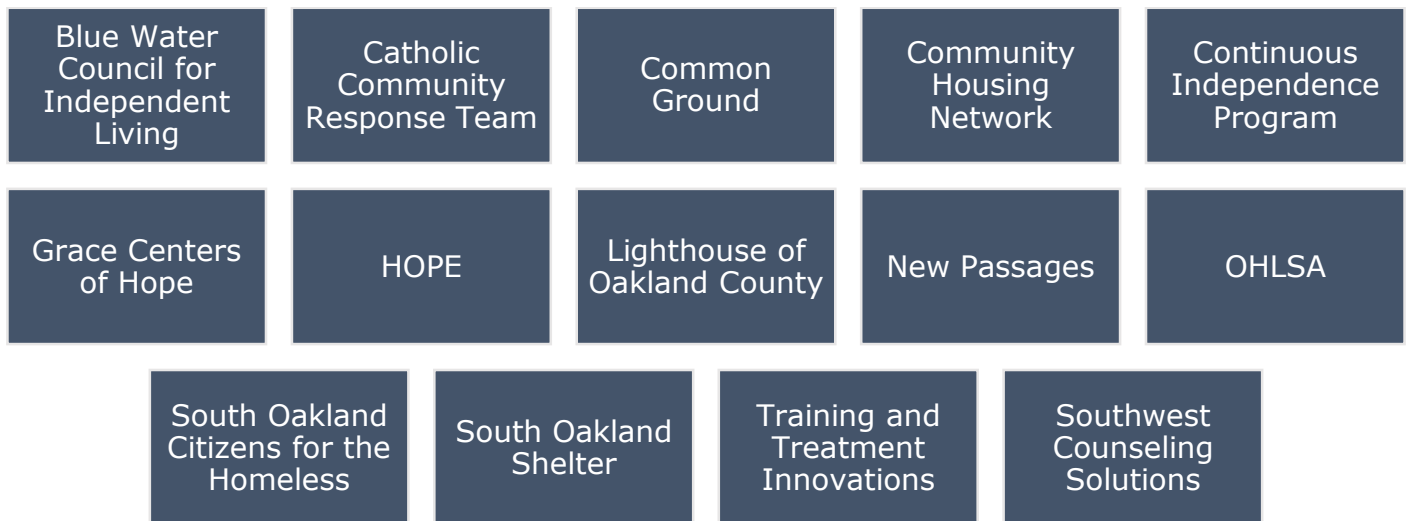 Blue Water
Council for
Independent
Living
Catholic
Community
Response Team
Common
Ground
Community
Housing
Network
Continuous
Independence
Program
Grace Centers
of Hope
HOPE
Lighthouse of
Oakland County
New Passages
OHLSA
South Oakland
Citizens for the
Homeless
South Oakland
Shelter
Training and
Treatment
Innovations
Southwest
Counseling
Solutions